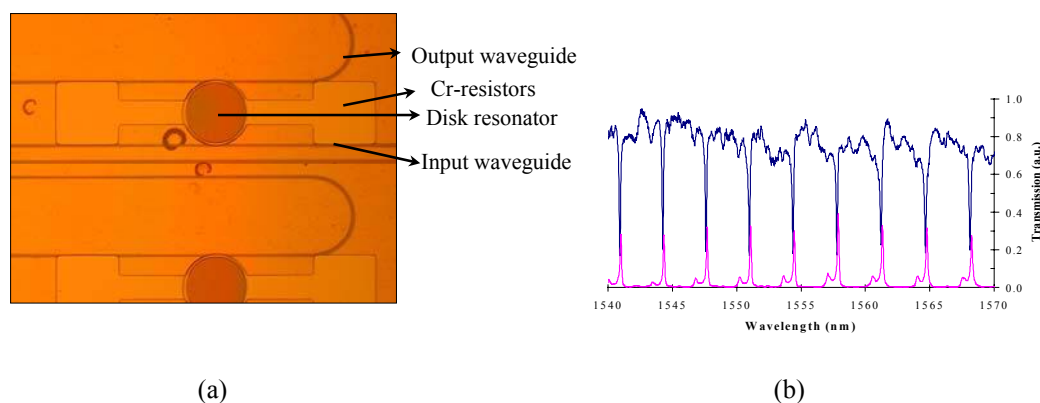 Output waveguide
Cr-resistors
Disk resonator
Input waveguide
1.0
0.8
0.6
0.4
0.2
0.0
Transmission (a.u.)
1540 1545 1550 1555 1560 1565 1570
Wavelength (nm)
(a) (b)